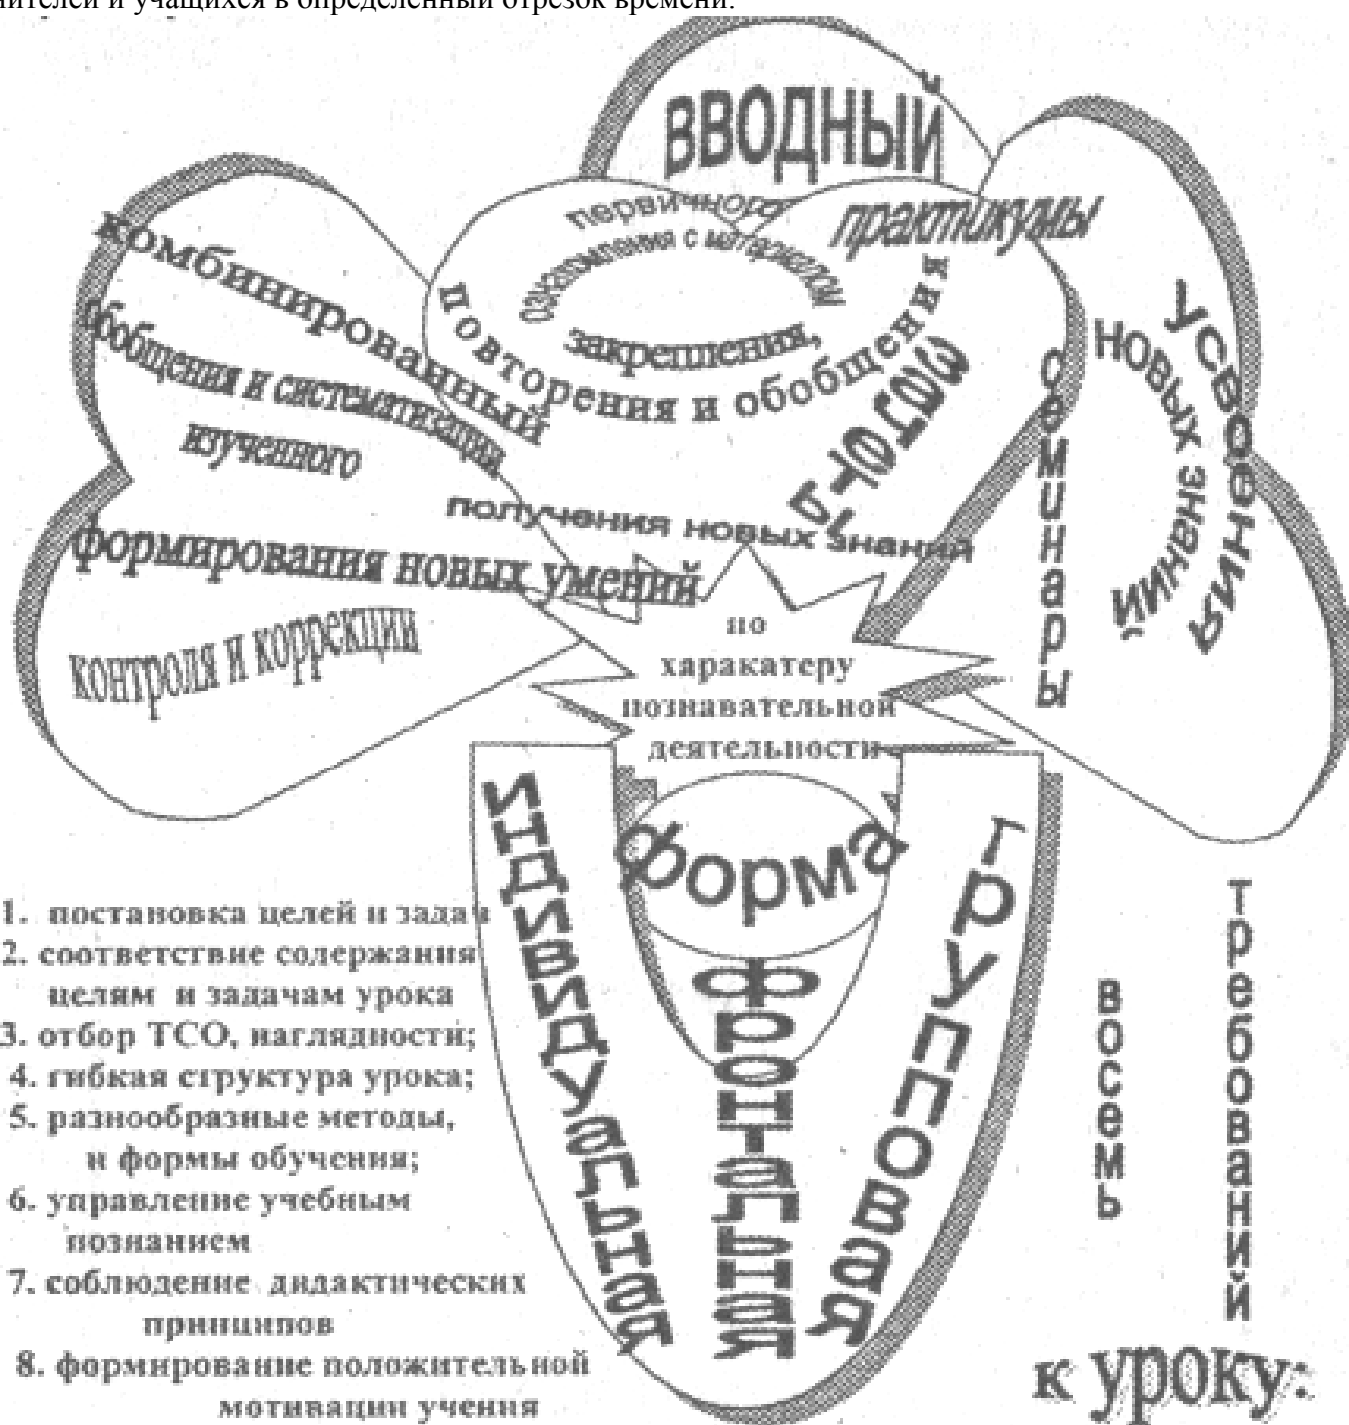 учащихся в определенный отрезок времени.
ВВОДНЫЙ
первичного
ознакомления с материалом
закрепления,
повторения и обобщения
практикумы
этюдов
семинары
усвоения
новых знаний
комбинированный
обобщения и систематизации
изученного
получения новых знаний
формирования новых умений
контроля и коррекции
по
харакатеру
познавательной
деятельности
форма
индивидуальная
фронтальная
групповая
1. постановка целей и задач
2. соответствие содержания
целям и задачам урока
3. отбор ТСО, наглядности;
4. гибкая структура урока;
5. разнообразные методы,
и формы обучения;
6. управление учебным
познанием
7. соблюдение дидактических
принципов
8. формирование положительной
мотивации учения
восемь
требований
к уроку: